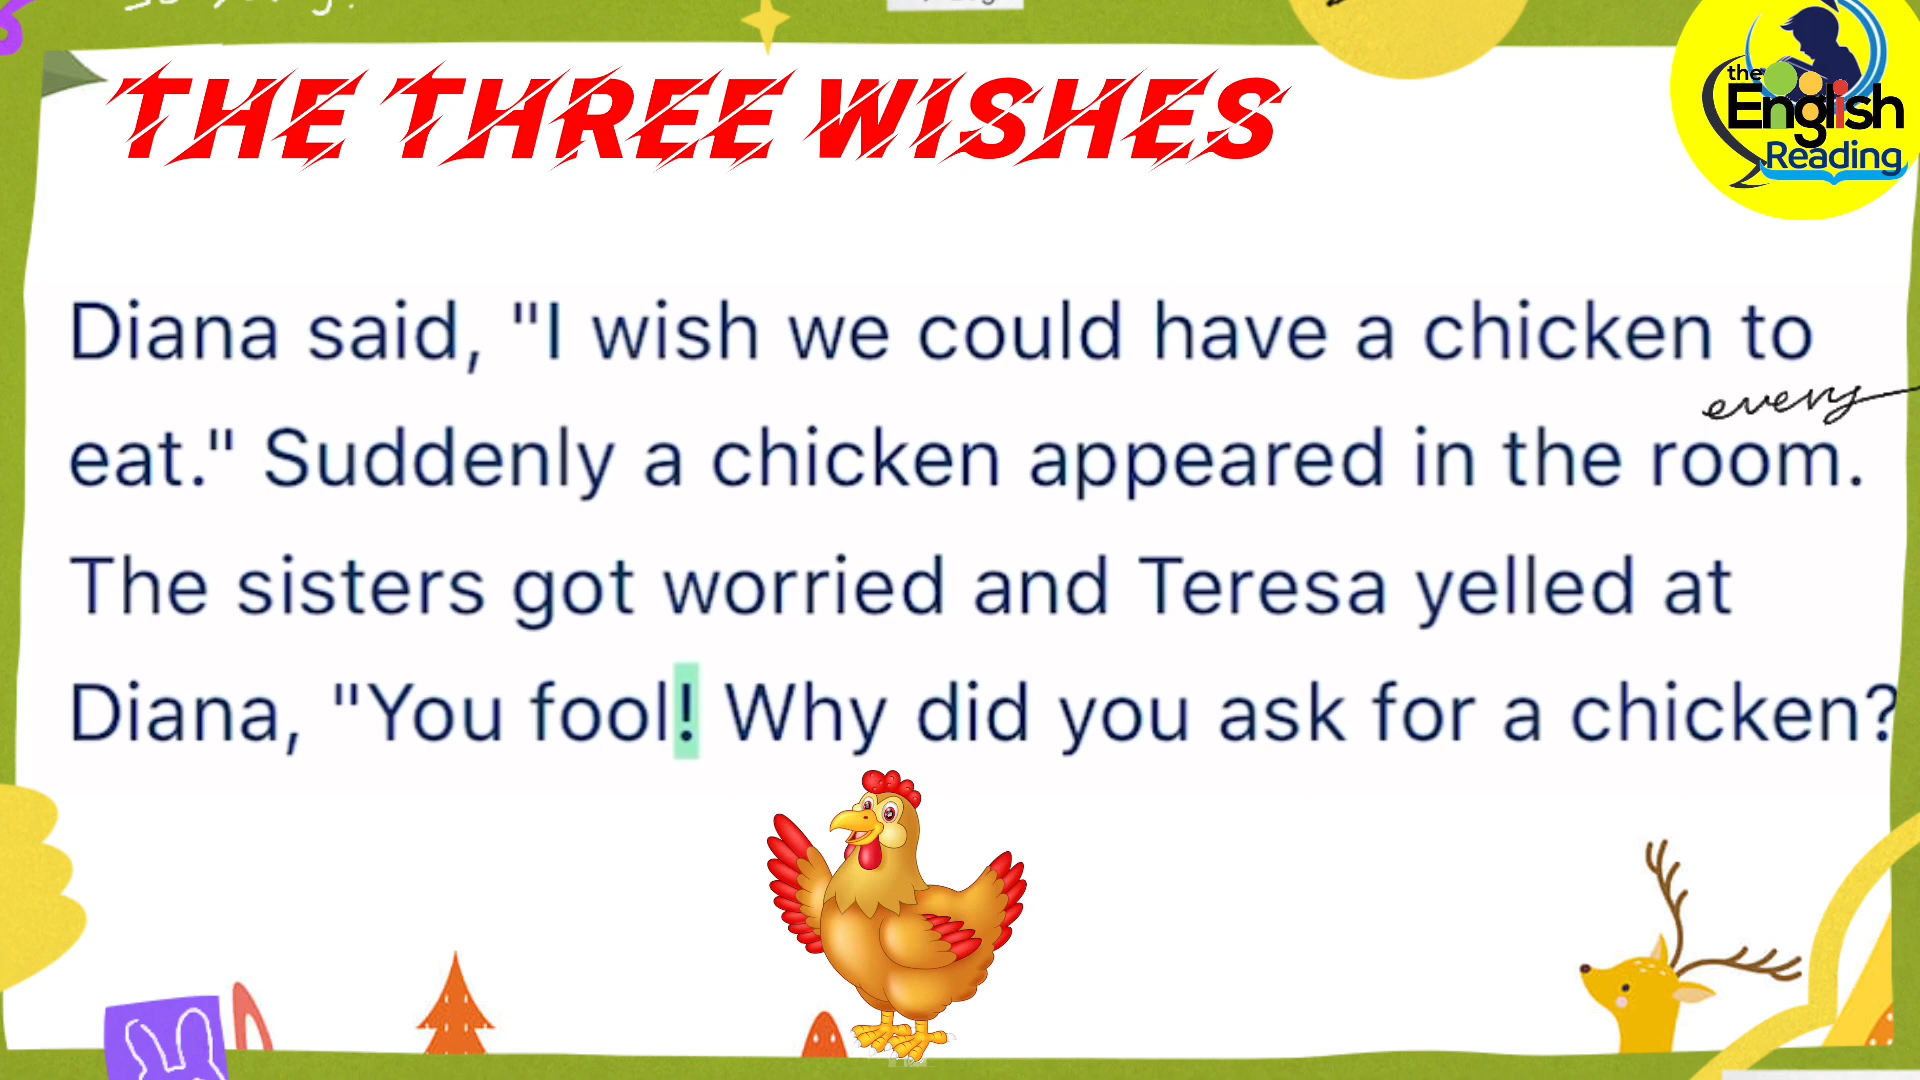 THE THREE WISHES
the
English
Reading
Diana said, "I wish we could have a chicken to
every
eat." Suddenly a chicken appeared in the room.
The sisters got worried and Teresa yelled at
Diana, "You fool! Why did you ask for a chicken?